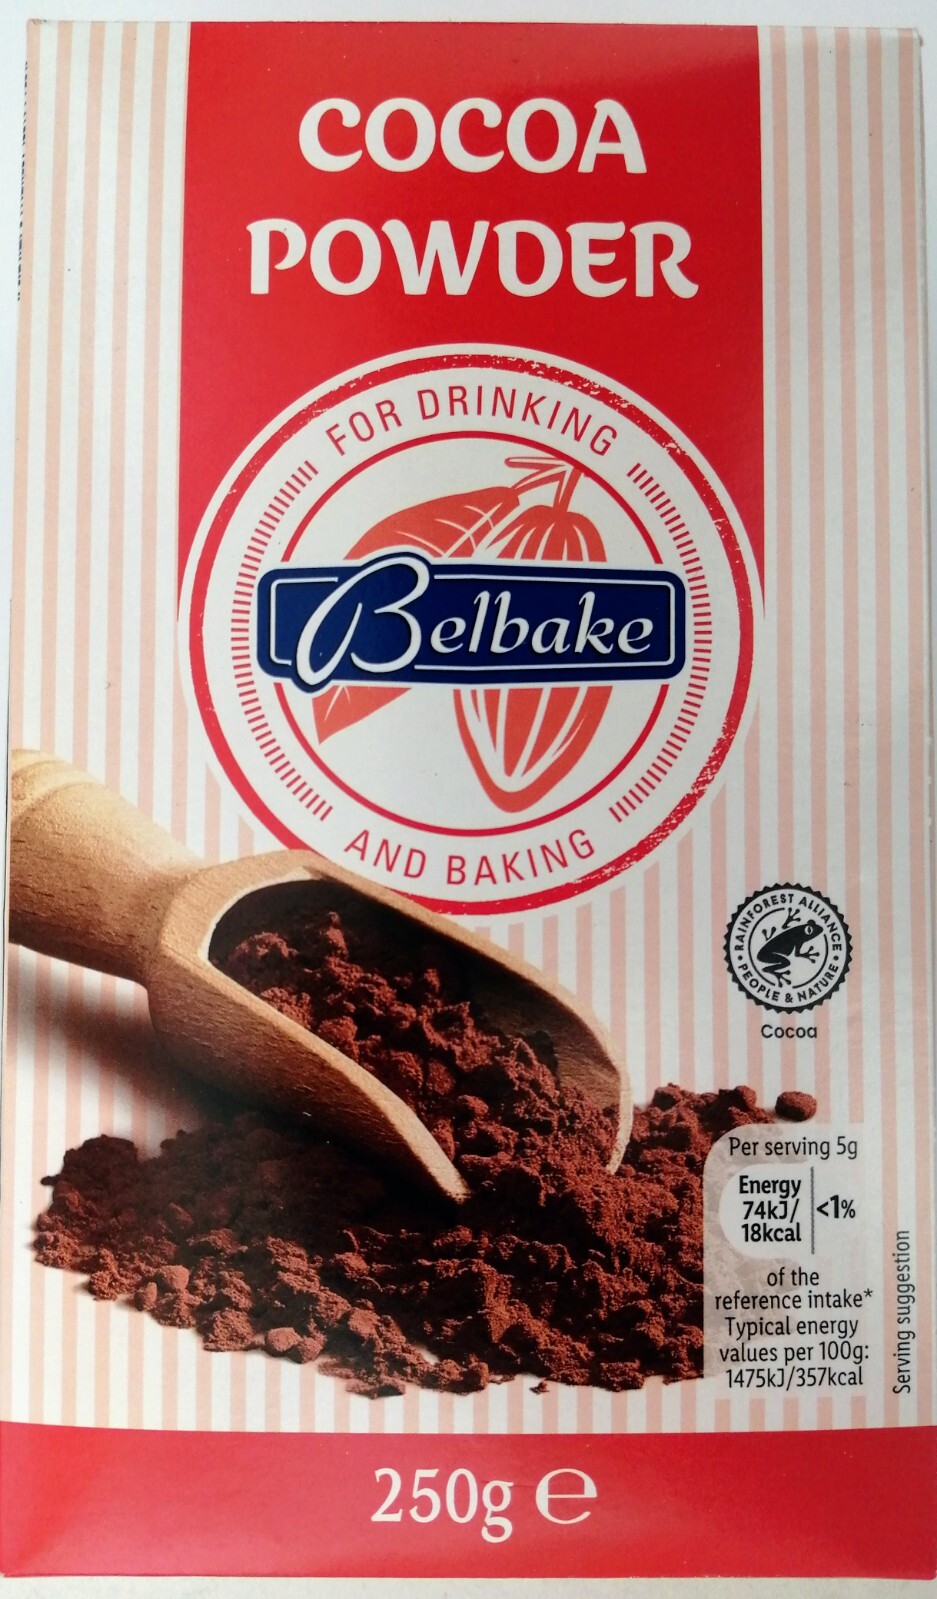 COCOA
POWDER
FOR DRINKING
Belbake
AND BAKING
RAINFOREST ALLIANCE
PEOPLE & NATURE
Cocoa
Per serving 5g
Energy
74kJ/
18kcal
<1%
of the
reference intake*
Typical energy
values per 100g:
1475kJ/357kcal
Serving suggestion
250g ℮